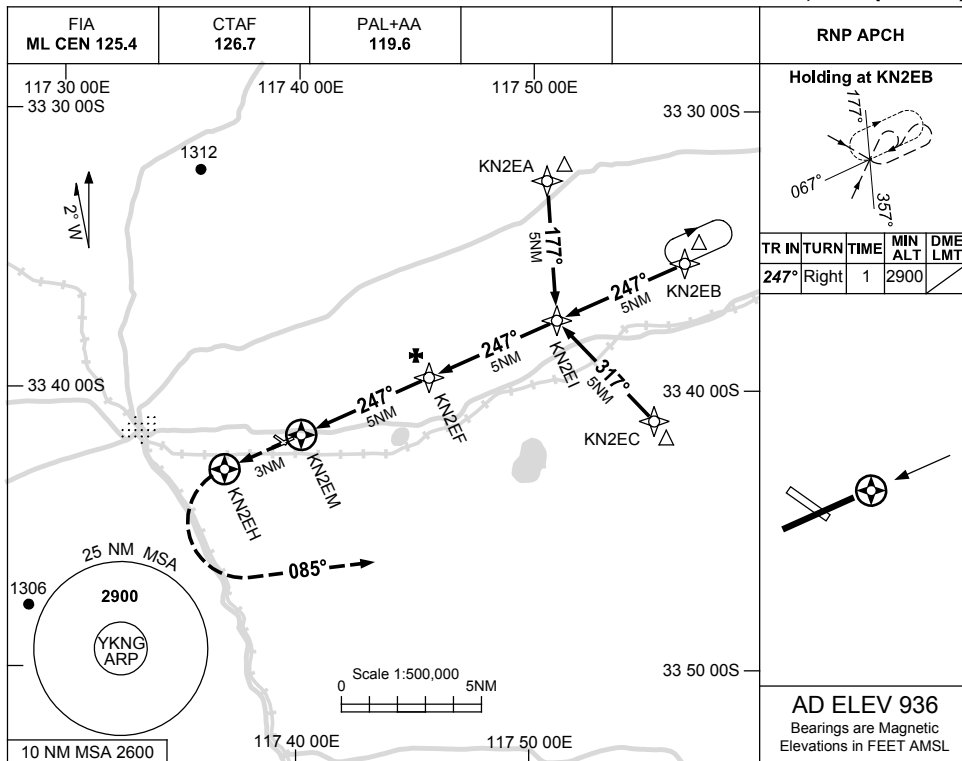 FIA
ML CEN 125.4
CTAF
126.7
PAL+AA
119.6
RNP APCH
117 30 00E
117 40 00E
117 50 00E
33 30 00S
33 30 00S
1312
2° W
KN2EA
177°
5NM
KN2EB
247°
5NM
KN2EI
247°
5NM
317°
5NM
KN2EC
KN2EF
247°
5NM
KN2EM
3NM
KN2EH
085°
33 40 00S
33 40 00S
25 NM MSA
1306
2900
YKNG
ARP
10 NM MSA 2600
Scale 1:500,000
0
5NM
33 50 00S
117 40 00E
117 50 00E
Holding at KN2EB
177°
067°
357°
TR IN TURN TIME MIN ALT DME LMT
247° Right 1 2900
AD ELEV 936
Bearings are Magnetic
Elevations in FEET AMSL